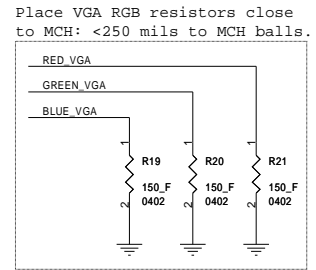 Place VGA RGB resistors close
to MCH: <250 mils to MCH balls.
RED_VGA
GREEN_VGA
BLUE_VGA
1 1 1
R19 R20 R21
150_F 150_F 150_F
0402 0402 0402
2 2 2